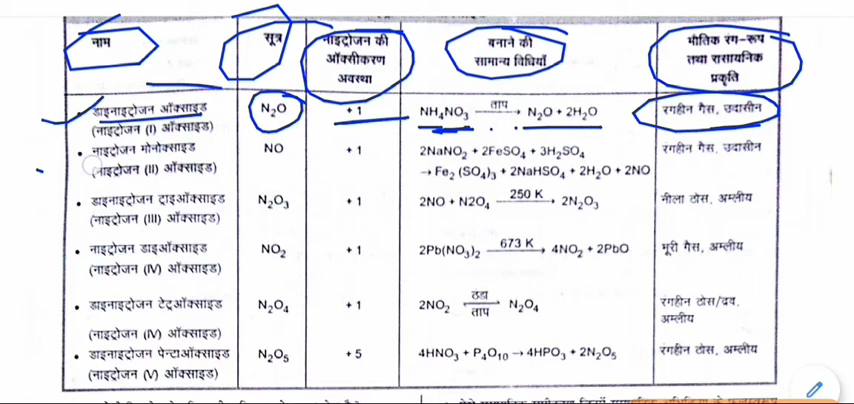 नाम
सूत्र
नाइट्रोजन की
ऑक्सीकरण
अवस्था
बनाने की
सामान्य विधियाँ
भौतिक रंग-रूप
तथा रासायनिक
प्रकृति
• डाइनाइट्रोजन ऑक्साइड N₂O + 1 NH₄NO₃ —ताप→ N₂O + 2H₂O रंगहीन गैस, उदासीन
(नाइट्रोजन (I) ऑक्साइड)
• नाइट्रोजन मोनोक्साइड NO + 1 2NaNO₂ + 2FeSO₄ + 3H₂SO₄ रंगहीन गैस, उदासीन
(नाइट्रोजन (II) ऑक्साइड) → Fe₂ (SO₄)₃ + 2NaHSO₄ + 2H₂O + 2NO
• डाइनाइट्रोजन ट्राइऑक्साइड N₂O₃ + 1 2NO + N2O₄ —250 K→ 2N₂O₃ नीला ठोस, अम्लीय
(नाइट्रोजन (III) ऑक्साइड)
• नाइट्रोजन डाइऑक्साइड NO₂ + 1 2Pb(NO₃)₂ —673 K→ 4NO₂ + 2PbO भूरी गैस, अम्लीय
(नाइट्रोजन (IV) ऑक्साइड)
• डाइनाइट्रोजन टेट्रऑक्साइड N₂O₄ + 1 2NO₂ ठंडा ⇌ ताप N₂O₄ रंगहीन ठोस/द्रव,
अम्लीय
(नाइट्रोजन (IV) ऑक्साइड)
• डाइनाइट्रोजन पेन्टाऑक्साइड N₂O₅ + 5 4HNO₃ + P₄O₁₀ → 4HPO₃ + 2N₂O₅ रंगहीन ठोस, अम्लीय
(नाइट्रोजन (V) ऑक्साइड)